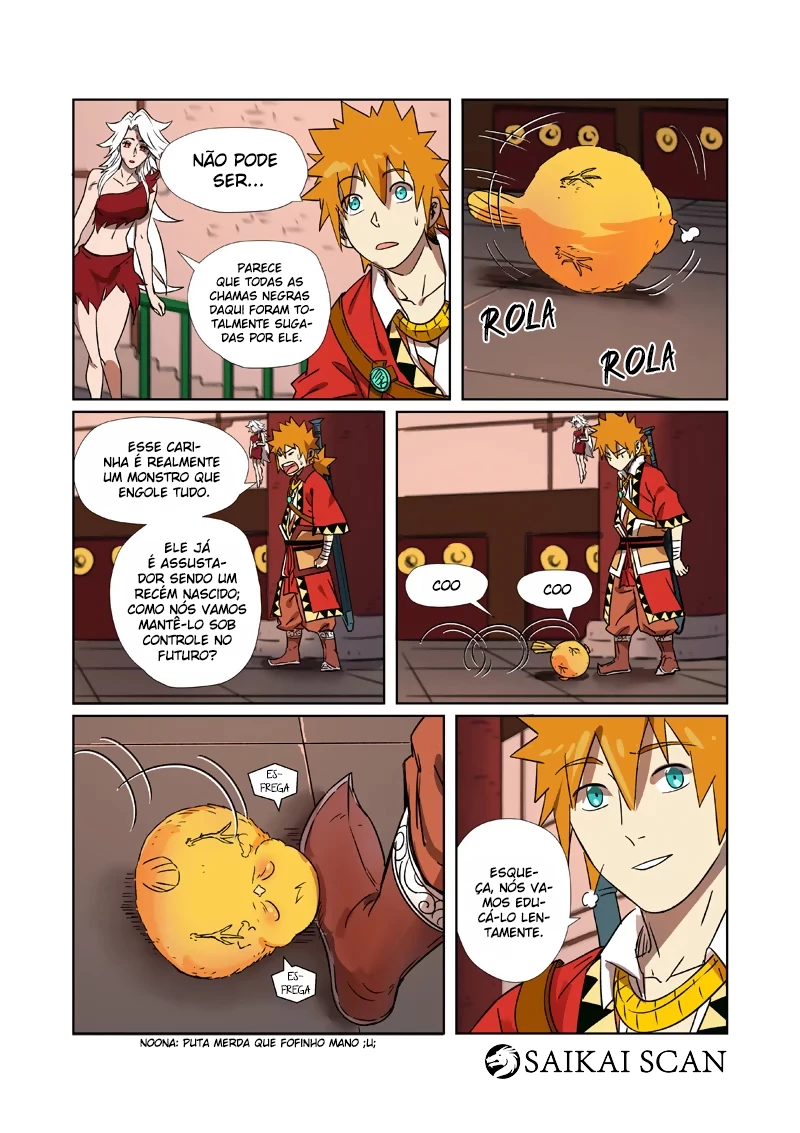 NÃO PODE
SER...
PARECE
QUE TODAS AS
CHAMAS NEGRAS
DAQUI FORAM TO-
TALMENTE SUGA-
DAS POR ELE.
ROLA
ROLA
ESSE CARI-
NHA É REALMENTE
UM MONSTRO QUE
ENGOLE TUDO.
ELE JÁ
É ASSUSTA-
DOR SENDO UM
RECÉM NASCIDO;
COMO NÓS VAMOS
MANTÊ-LO SOB
CONTROLE NO
FUTURO?
COO
COO
ES-
FREGA
ES-
FREGA
ESQUE-
ÇA, NÓS VA-
MOS EDU-
CÁ-LO LEN-
TAMENTE.
NOONA: PUTA MERDA QUE FOFINHO MANO ;U;
SAIKAI SCAN